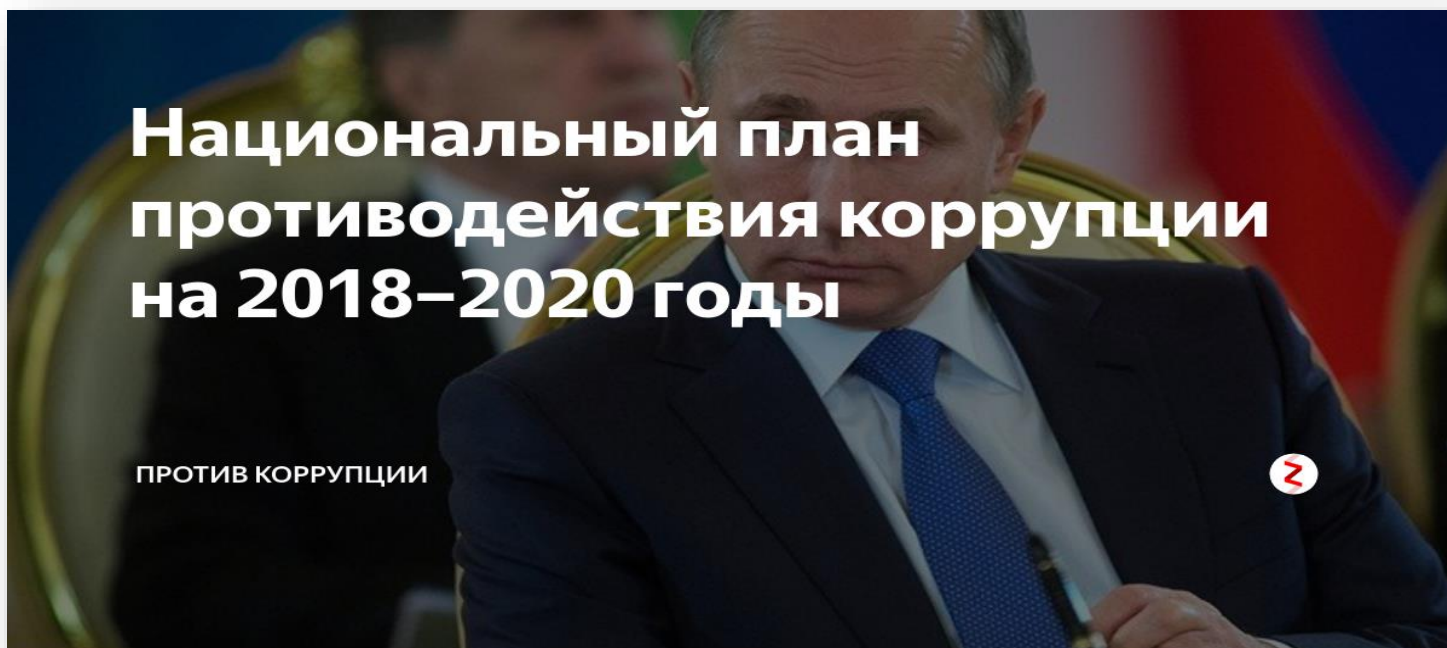 Национальный план
противодействия коррупции
на 2018–2020 годы
ПРОТИВ КОРРУПЦИИ
Z